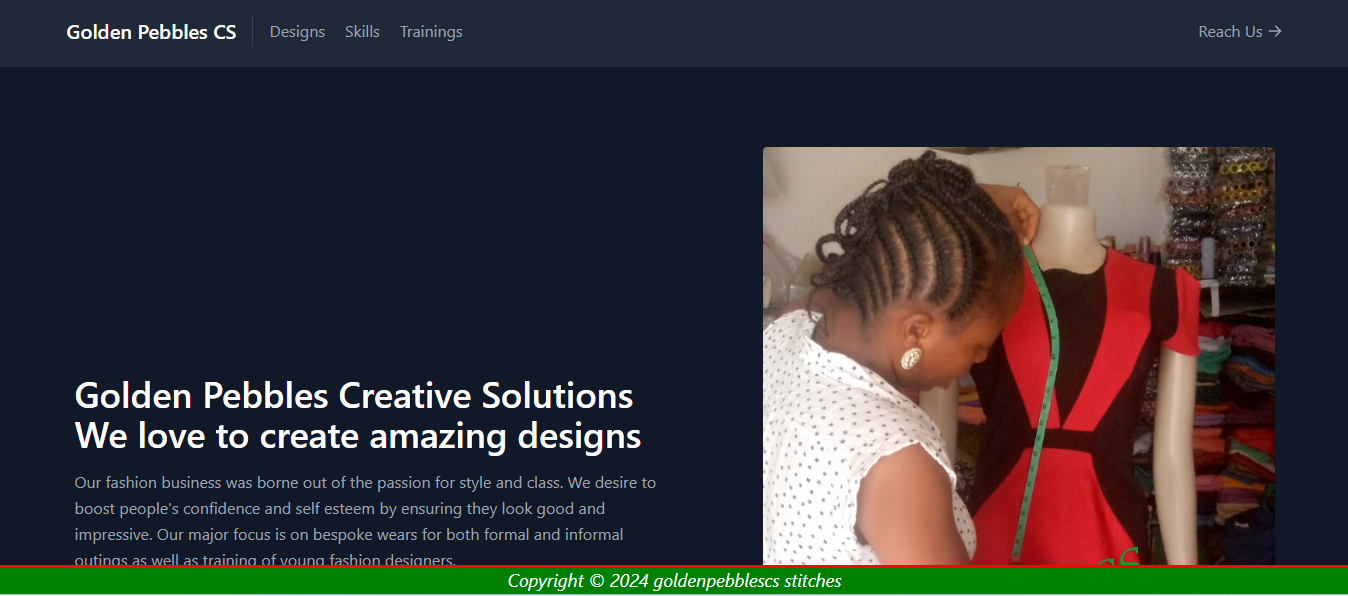 Golden Pebbles CS Designs Skills Trainings Reach Us →
Golden Pebbles Creative Solutions
We love to create amazing designs
Our fashion business was borne out of the passion for style and class. We desire to
boost people's confidence and self esteem by ensuring they look good and
impressive. Our major focus is on bespoke wears for both formal and informal
outings as well as training of young fashion designers.
Copyright © 2024 goldenpebblescs stitches